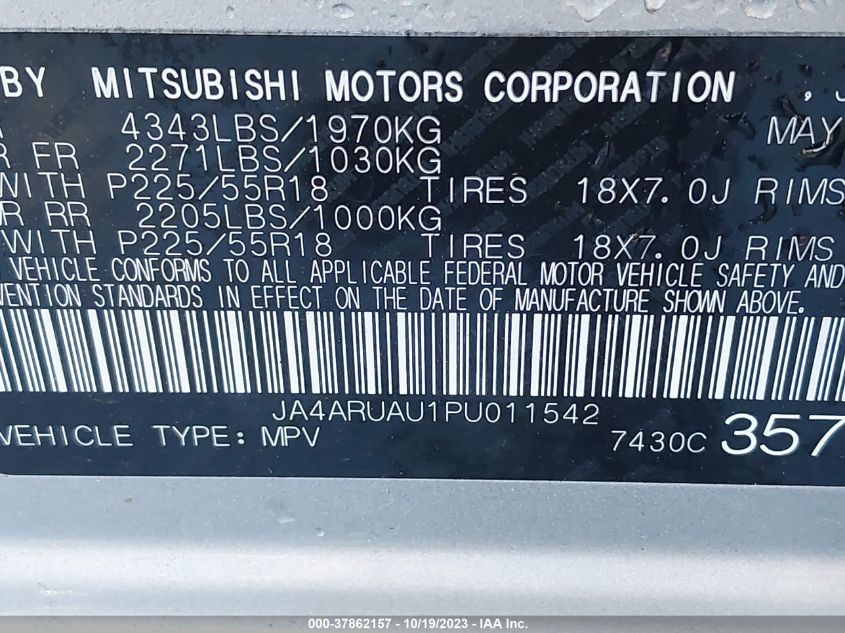 BY MITSUBISHI MOTORS CORPORATION , J
4343LBS/1970KG MAY
R FR 2271LBS/1030KG
WITH P225/55R18 TIRES 18X7.0J RIMS
R RR 2205LBS/1000KG
WITH P225/55R18 TIRES 18X7.0J RIMS
VEHICLE CONFORMS TO ALL APPLICABLE FEDERAL MOTOR VEHICLE SAFETY AND
VENTION STANDARDS IN EFFECT ON THE DATE OF MANUFACTURE SHOWN ABOVE.
JA4ARUAU1PU011542
VEHICLE TYPE: MPV 7430C 357
000-37862157 - 10/19/2023 - IAAI.COM